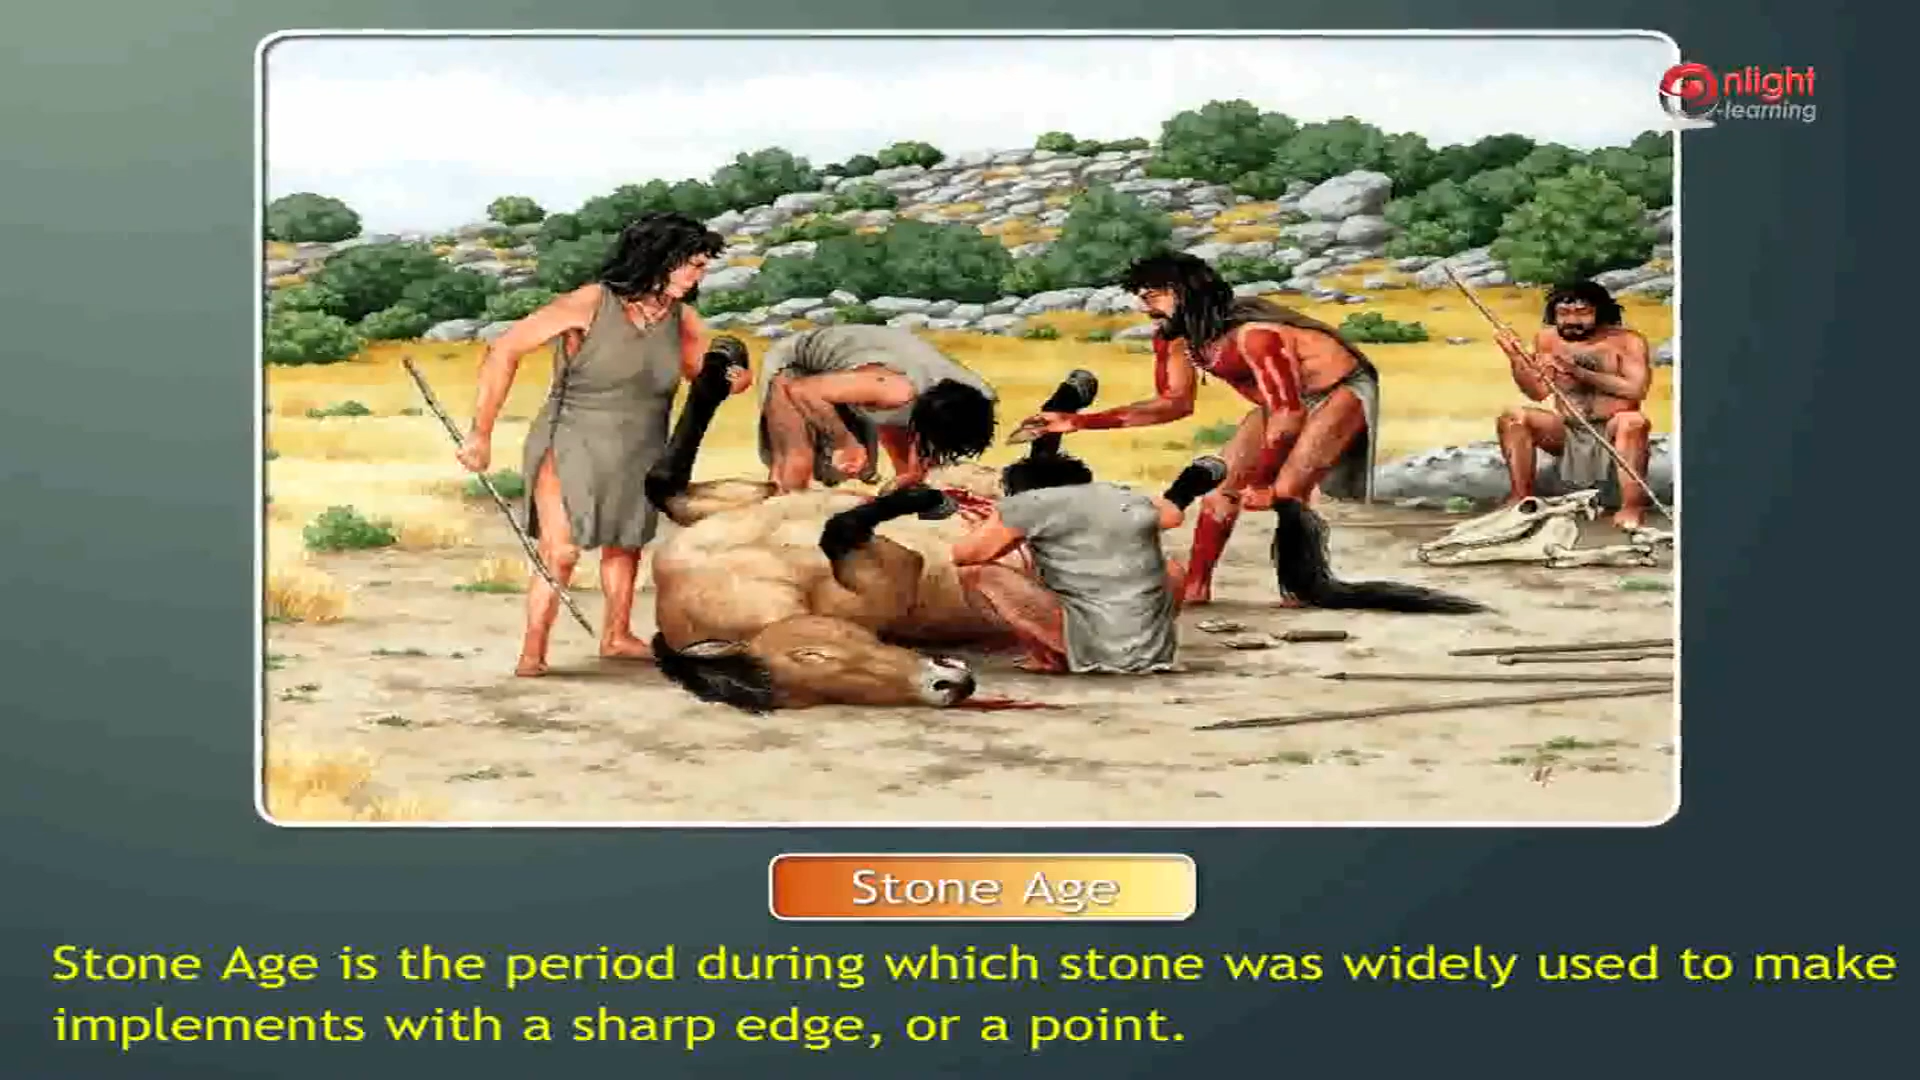 nlight
-learning
Stone Age
Stone Age is the period during which stone was widely used to make
implements with a sharp edge, or a point.